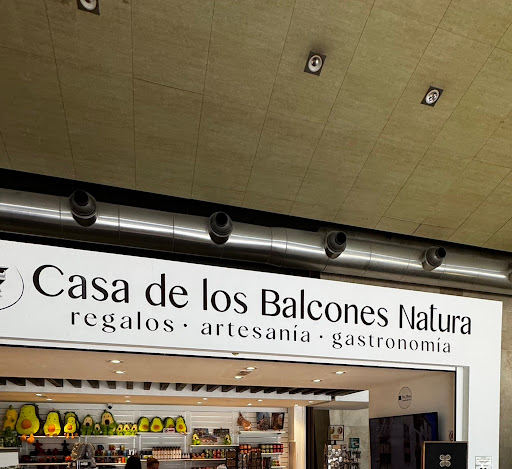 Casa de los Balcones Natura
regalos · artesanía · gastronomía